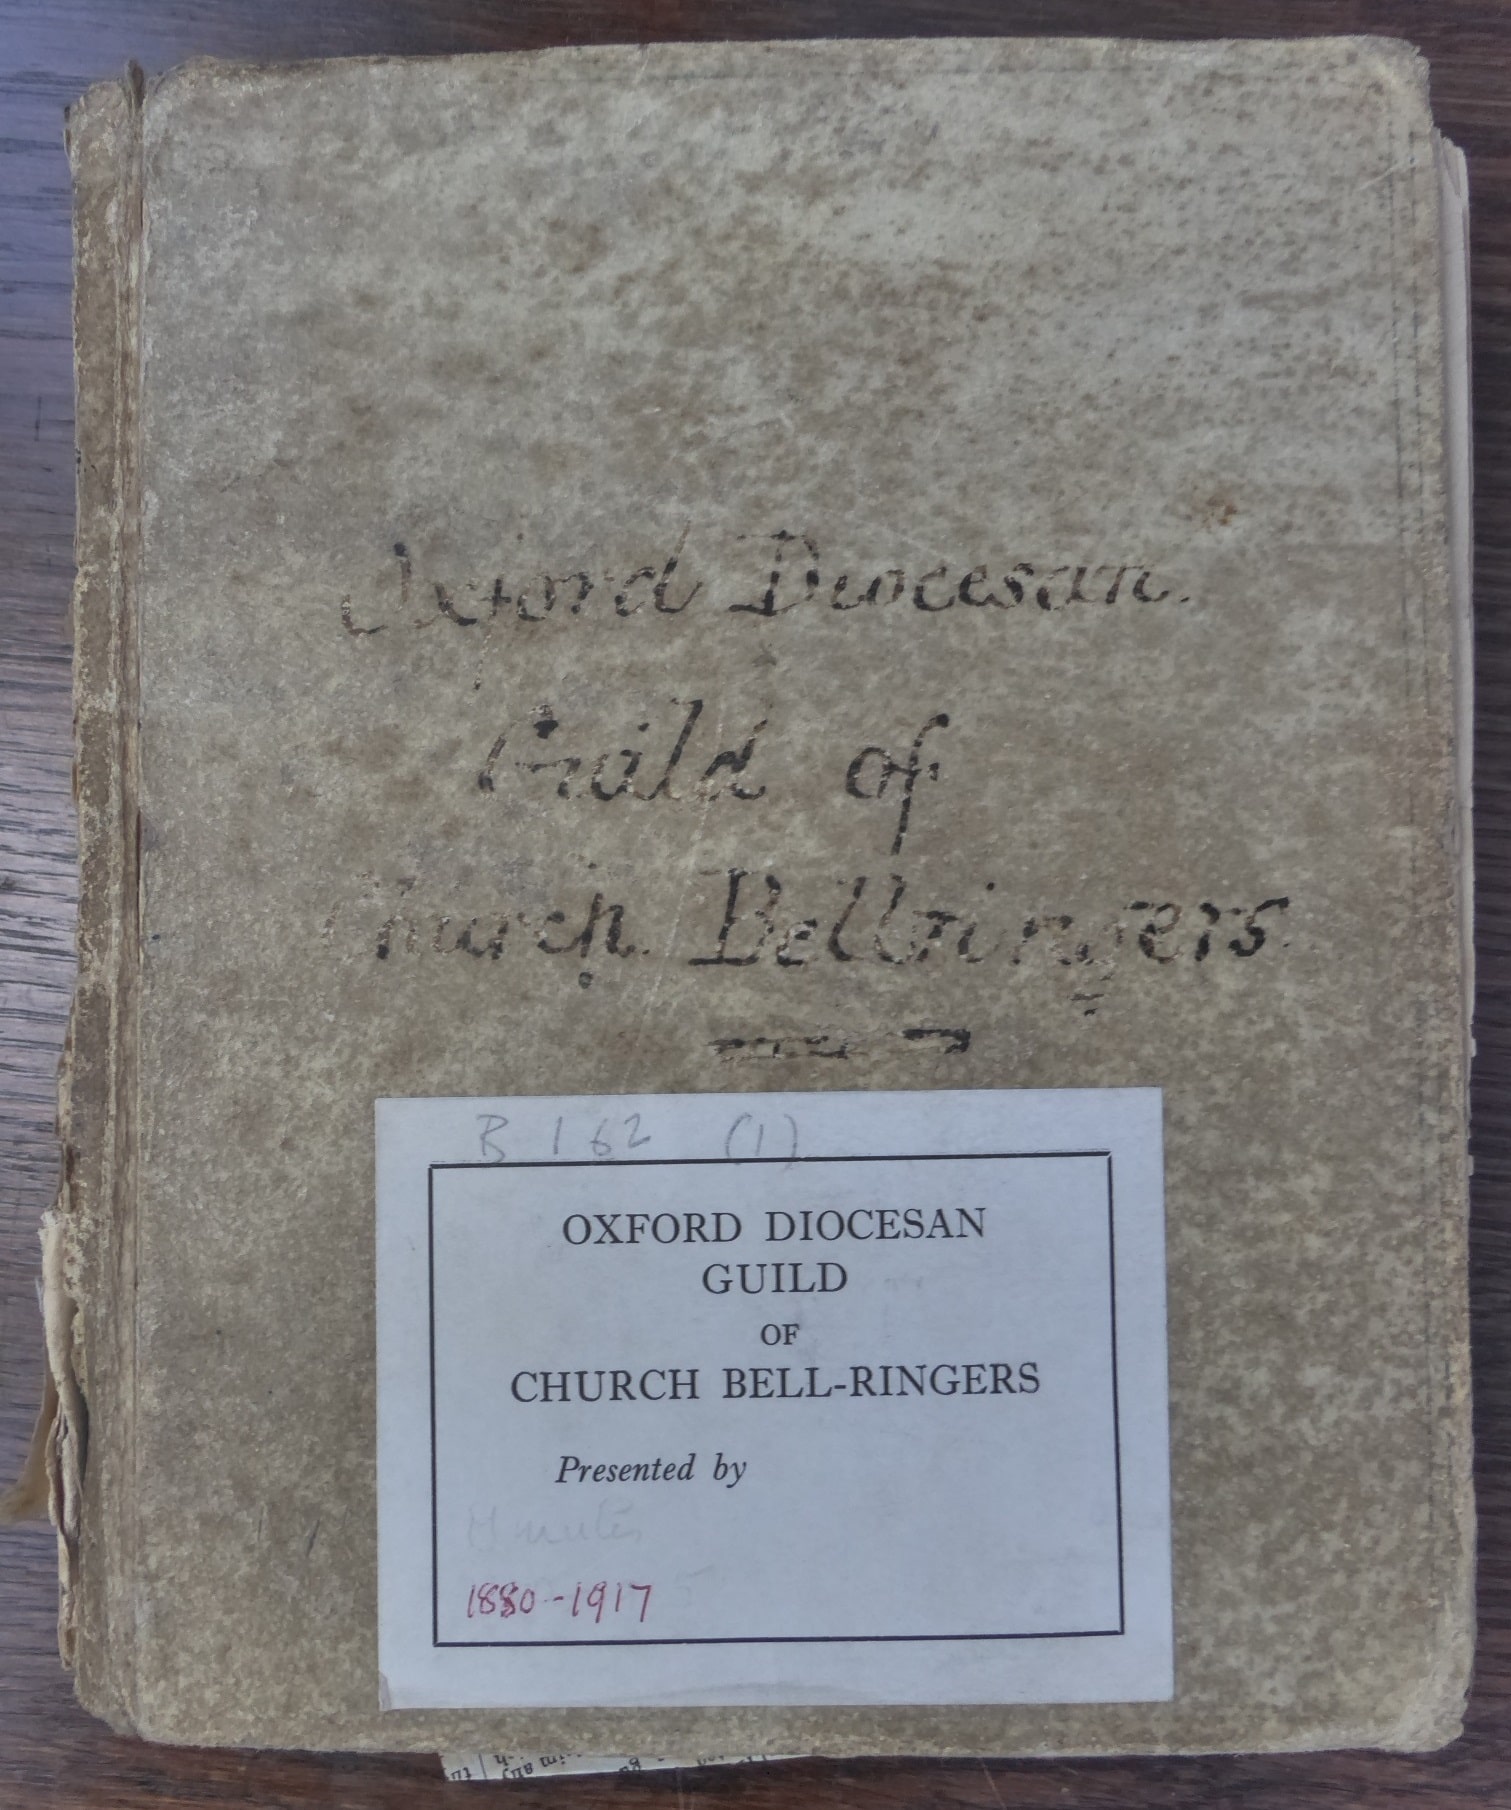 Oxford Diocesan.
Guild of
Church Bellringers.
B 162 (1)
OXFORD DIOCESAN
GUILD
OF
CHURCH BELL-RINGERS
Presented by
Minutes
1880-1917